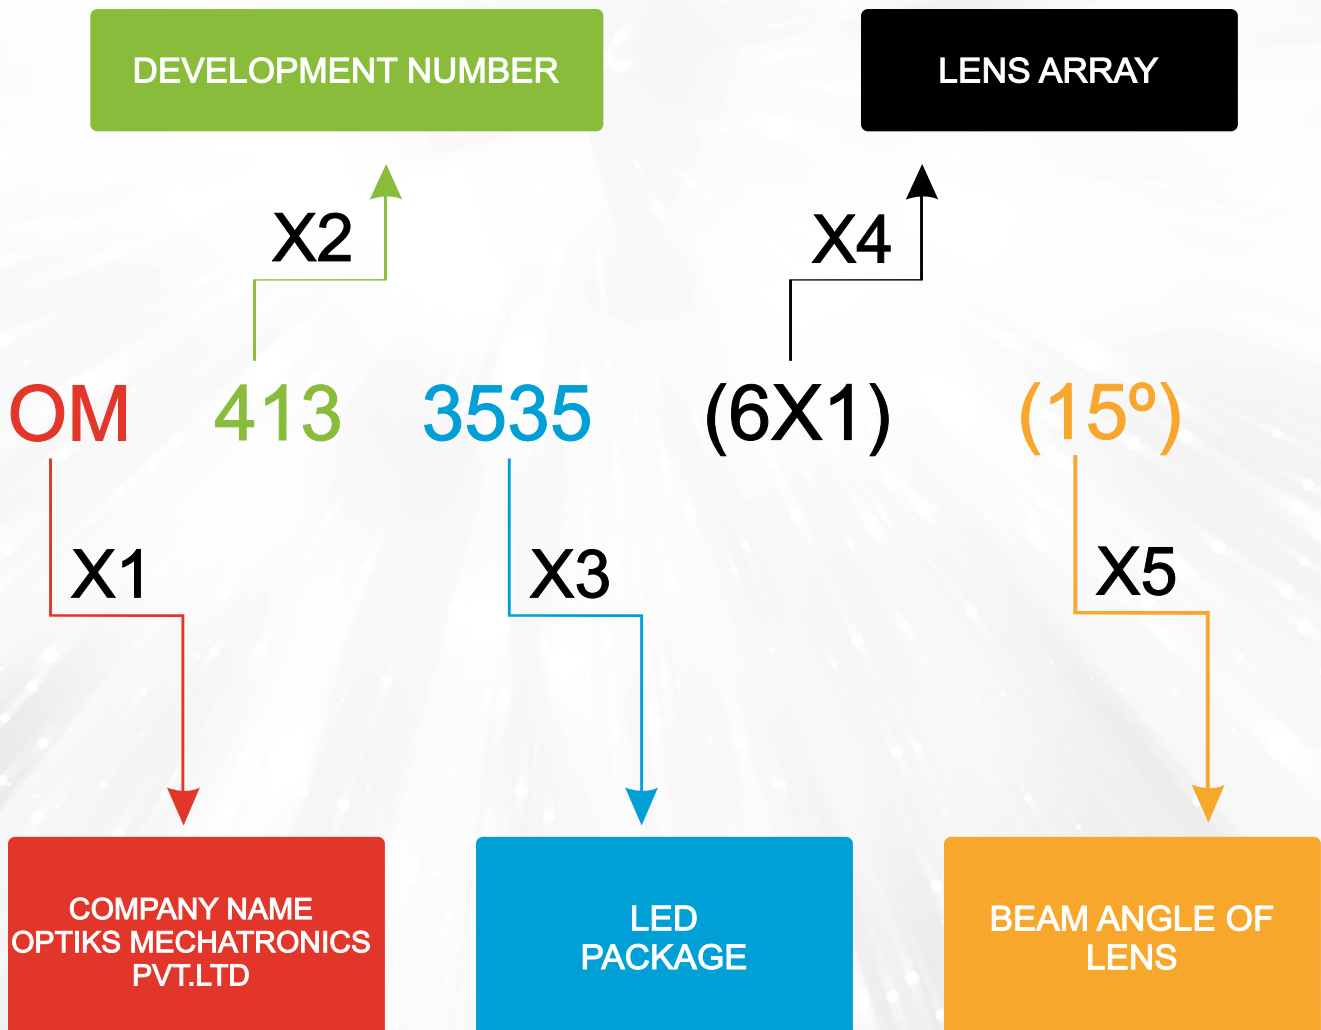 DEVELOPMENT NUMBER
LENS ARRAY
X2
X4
OM 413 3535 (6X1) (15º)
X1
X3
X5
COMPANY NAME
OPTIKS MECHATRONICS
PVT.LTD
LED
PACKAGE
BEAM ANGLE OF
LENS